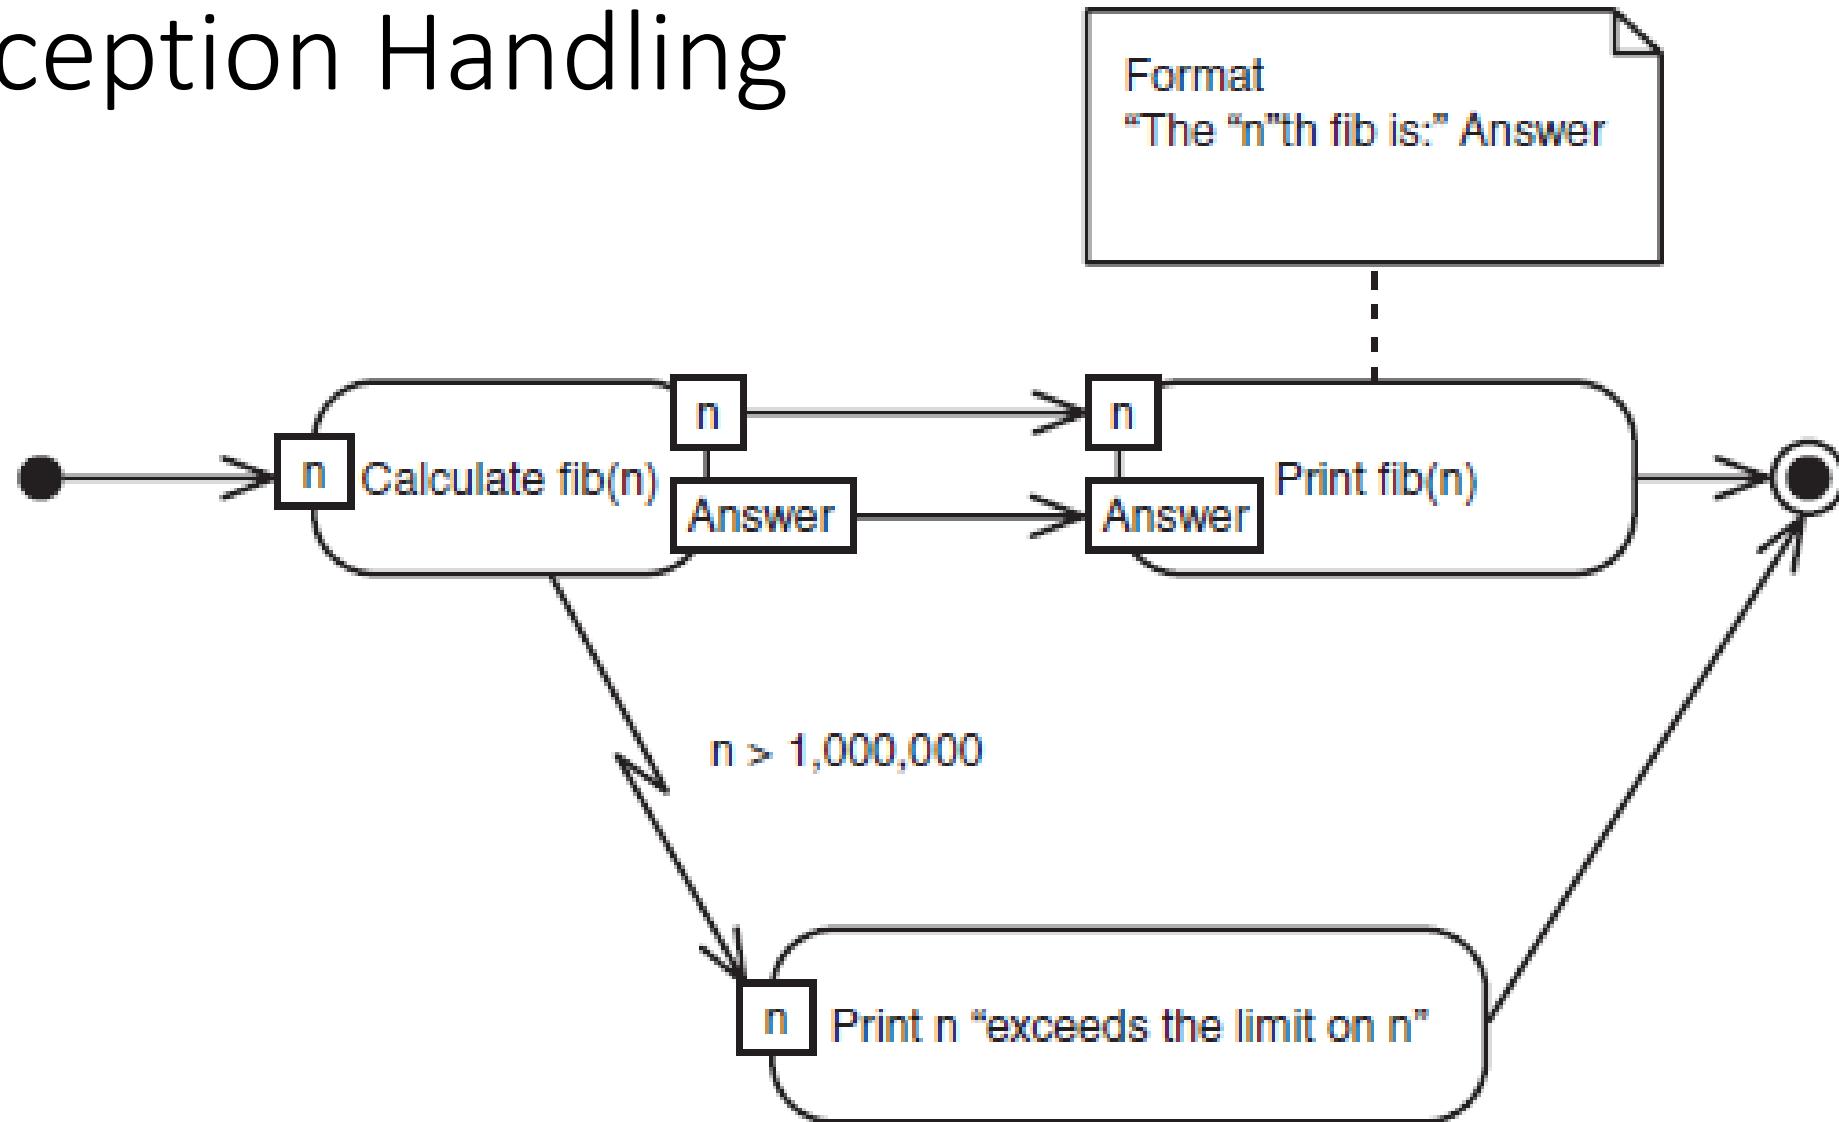 ception Handling
Format
“The “n”th fib is:” Answer
n
n
n
Calculate fib(n)
Print fib(n)
Answer
Answer
n > 1,000,000
n
Print n “exceeds the limit on n”